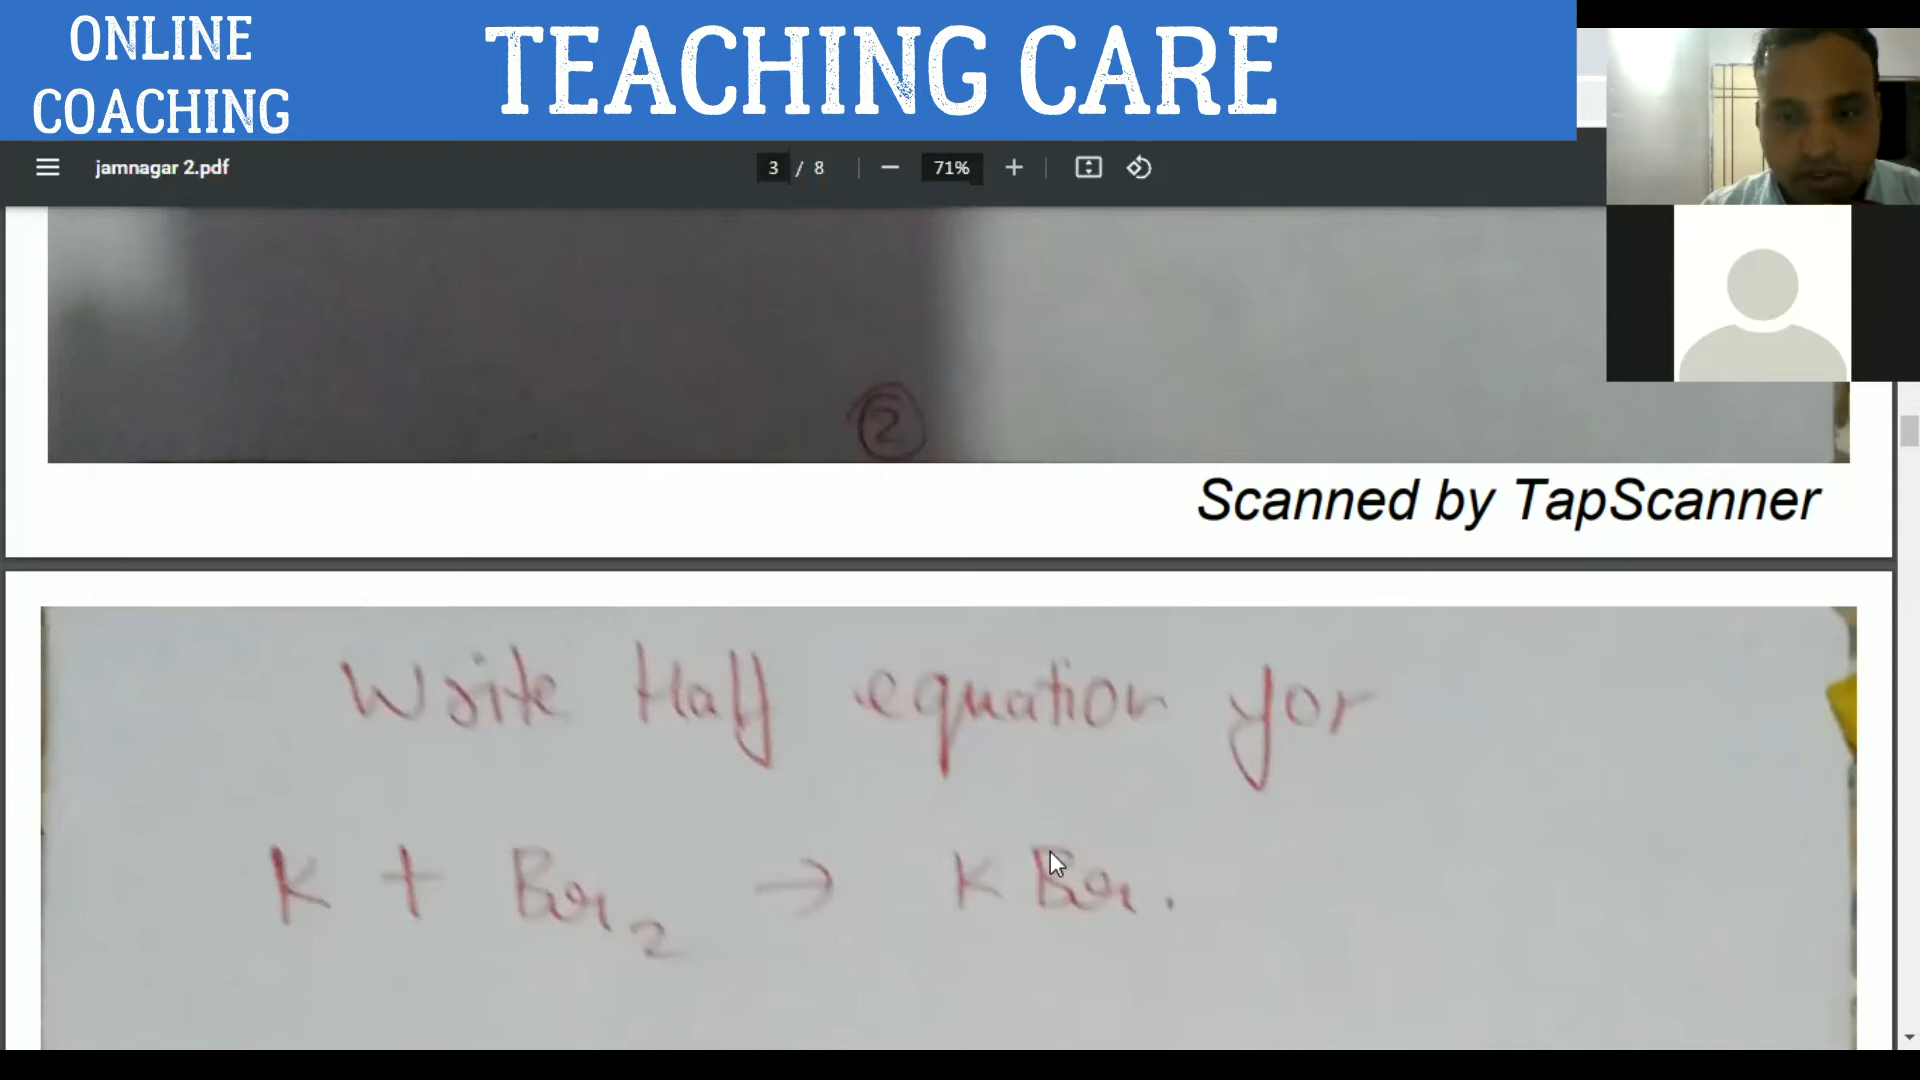 ONLINE
COACHING
TEACHING CARE
jamnagar 2.pdf
3 / 8
71%
2
Scanned by TapScanner
Write Half equation for
K + Br₂ → KBr.